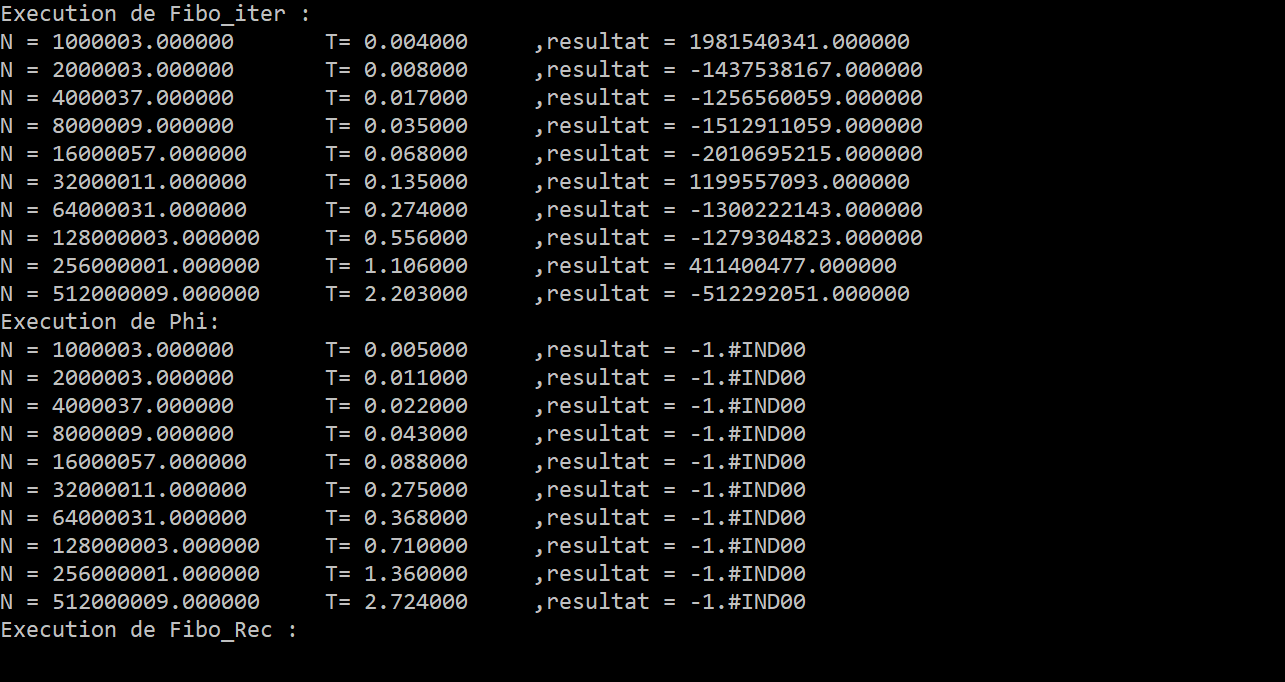 Execution de Fibo_iter :
N = 1000003.000000 T= 0.004000 ,resultat = 1981540341.000000
N = 2000003.000000 T= 0.008000 ,resultat = -1437538167.000000
N = 4000037.000000 T= 0.017000 ,resultat = -1256560059.000000
N = 8000009.000000 T= 0.035000 ,resultat = -1512911059.000000
N = 16000057.000000 T= 0.068000 ,resultat = -2010695215.000000
N = 32000011.000000 T= 0.135000 ,resultat = 1199557093.000000
N = 64000031.000000 T= 0.274000 ,resultat = -1300222143.000000
N = 128000003.000000 T= 0.556000 ,resultat = -1279304823.000000
N = 256000001.000000 T= 1.106000 ,resultat = 411400477.000000
N = 512000009.000000 T= 2.203000 ,resultat = -512292051.000000
Execution de Phi:
N = 1000003.000000 T= 0.005000 ,resultat = -1.#IND00
N = 2000003.000000 T= 0.011000 ,resultat = -1.#IND00
N = 4000037.000000 T= 0.022000 ,resultat = -1.#IND00
N = 8000009.000000 T= 0.043000 ,resultat = -1.#IND00
N = 16000057.000000 T= 0.088000 ,resultat = -1.#IND00
N = 32000011.000000 T= 0.275000 ,resultat = -1.#IND00
N = 64000031.000000 T= 0.368000 ,resultat = -1.#IND00
N = 128000003.000000 T= 0.710000 ,resultat = -1.#IND00
N = 256000001.000000 T= 1.360000 ,resultat = -1.#IND00
N = 512000009.000000 T= 2.724000 ,resultat = -1.#IND00
Execution de Fibo_Rec :